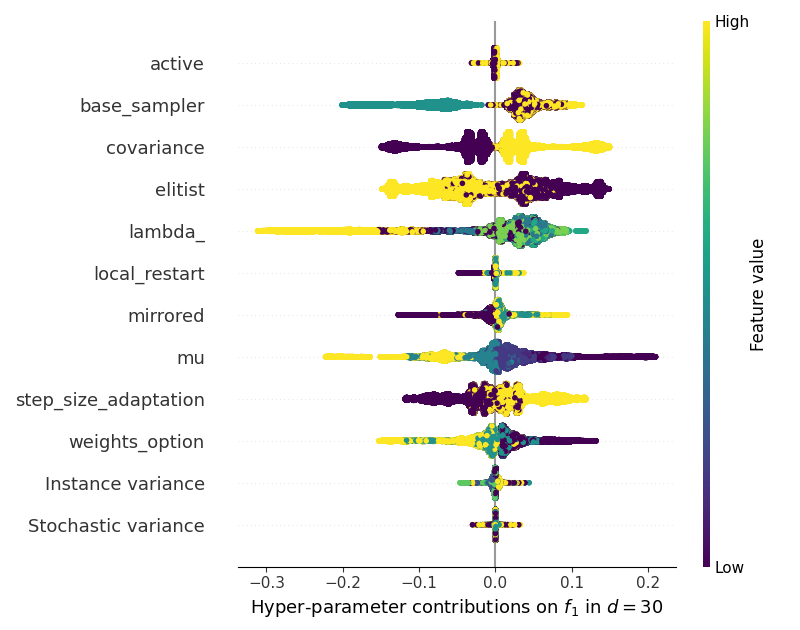 High
active
base_sampler
covariance
elitist
lambda_
local_restart
mirrored
mu
step_size_adaptation
weights_option
Instance variance
Stochastic variance
Feature value
Low
−0.3 −0.2 −0.1 0.0 0.1 0.2
Hyper-parameter contributions on f₁ in d = 30